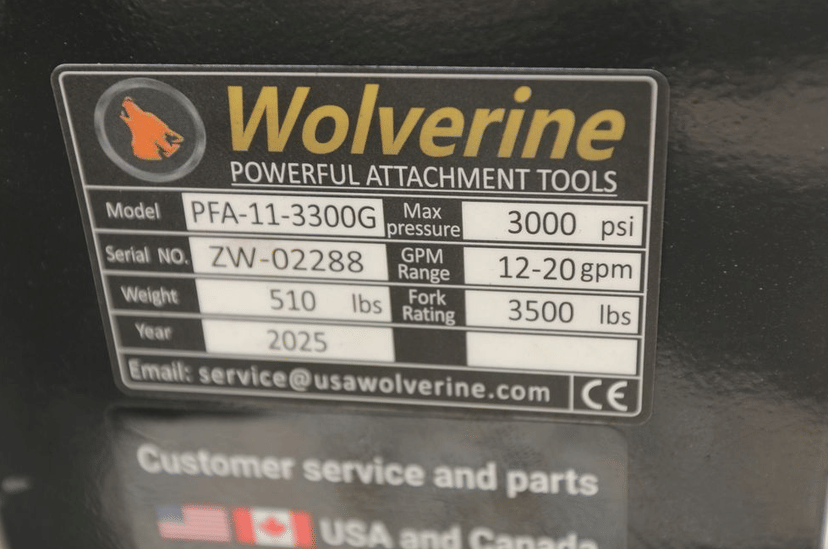 Wolverine
POWERFUL ATTACHMENT TOOLS
Model PFA-11-3300G Max pressure 3000 psi
Serial NO. ZW-02288 GPM Range 12-20 gpm
Weight 510 lbs Fork Rating 3500 lbs
Year 2025
Email: service@usawolverine.com CE
Customer service and parts
USA and Canada